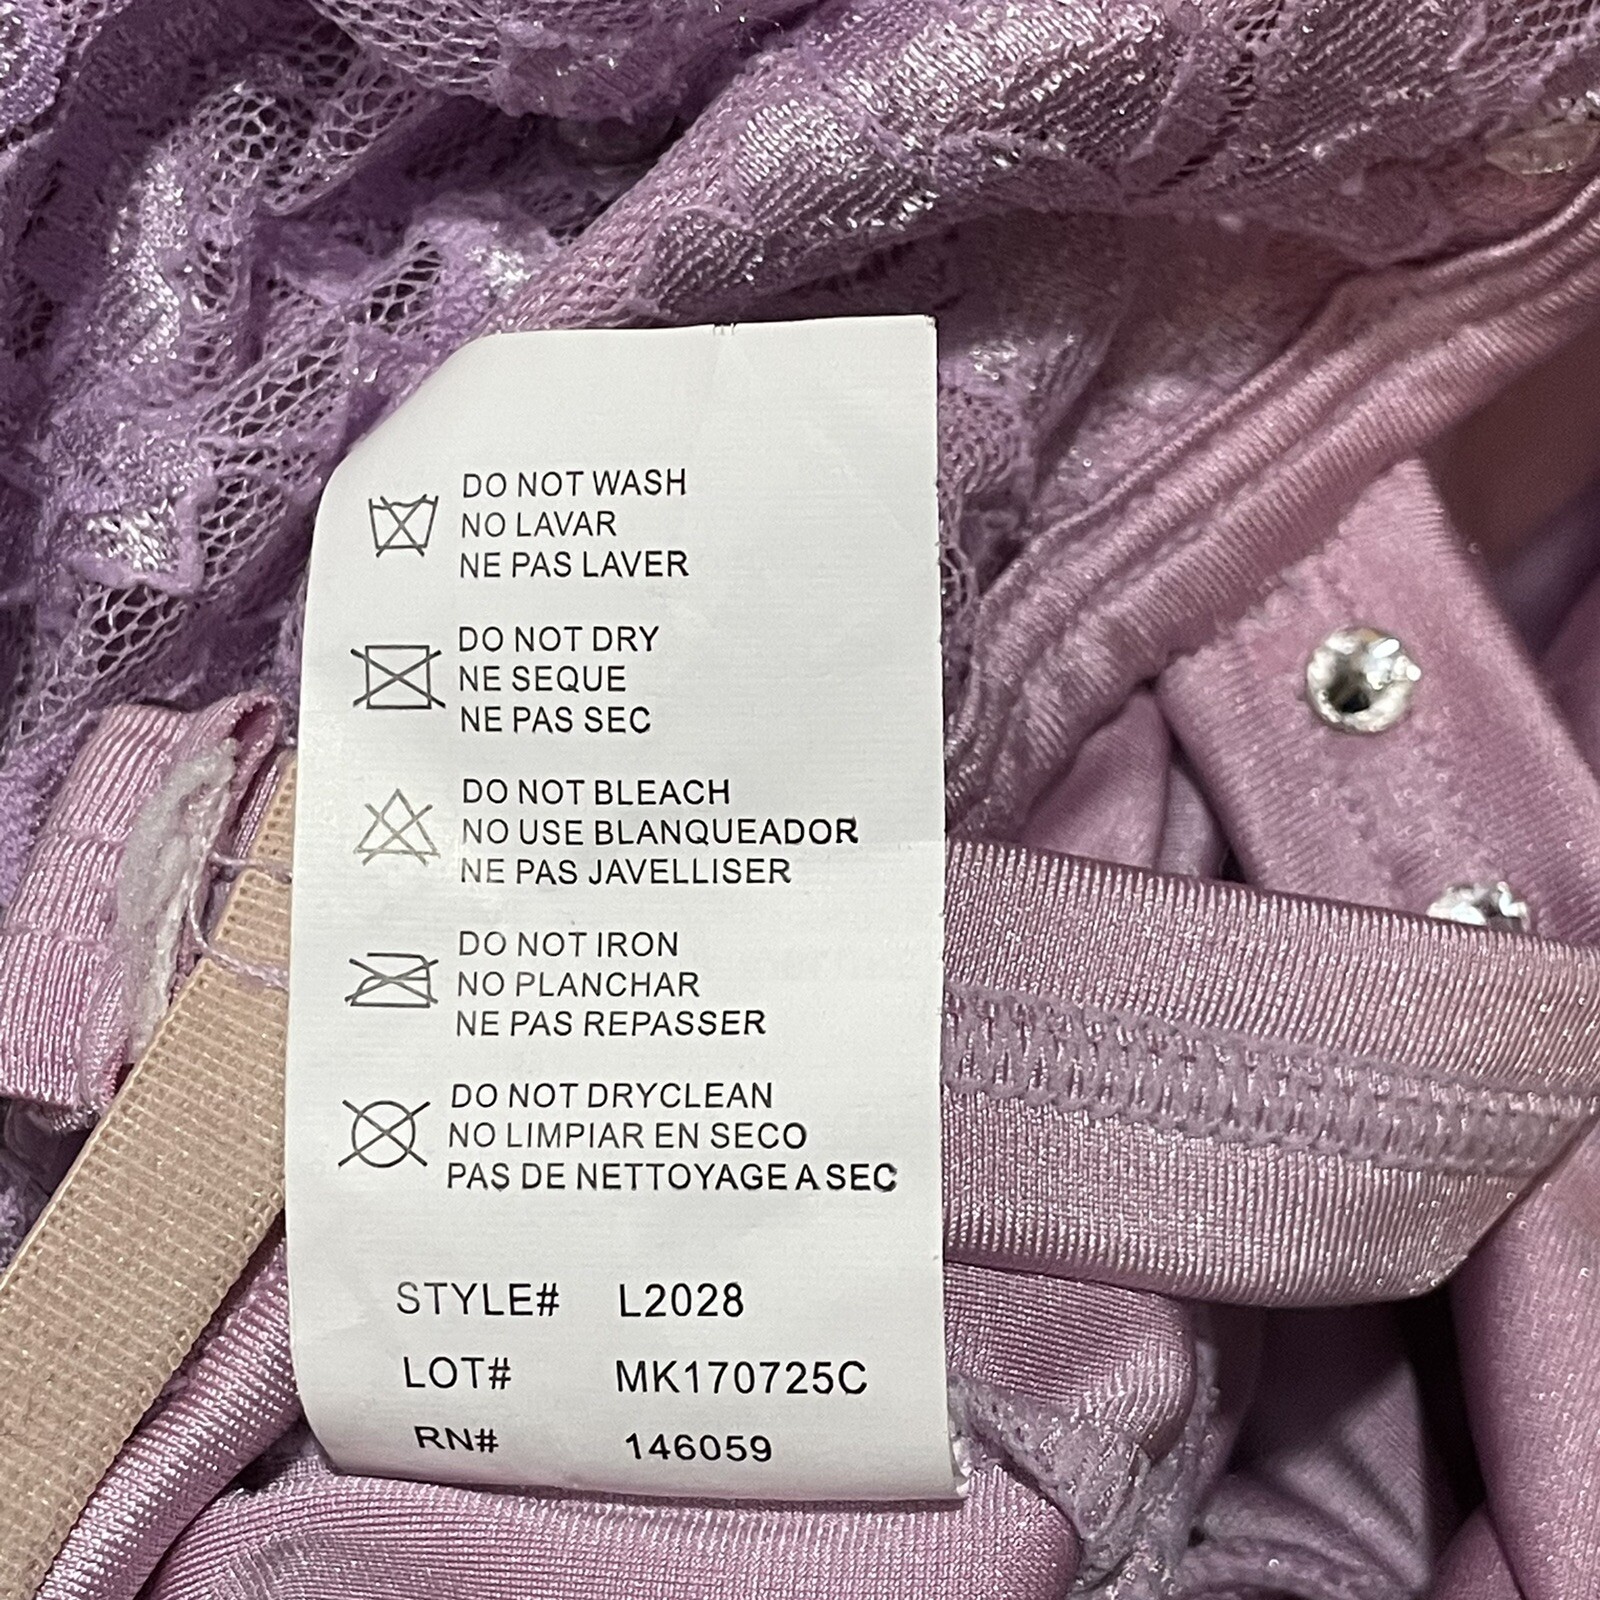 DO NOT WASH
NO LAVAR
NE PAS LAVER
DO NOT DRY
NE SEQUE
NE PAS SEC
DO NOT BLEACH
NO USE BLANQUEADOR
NE PAS JAVELLISER
DO NOT IRON
NO PLANCHAR
NE PAS REPASSER
DO NOT DRYCLEAN
NO LIMPIAR EN SECO
PAS DE NETTOYAGE A SEC
STYLE# L2028
LOT# MK170725C
RN# 146059